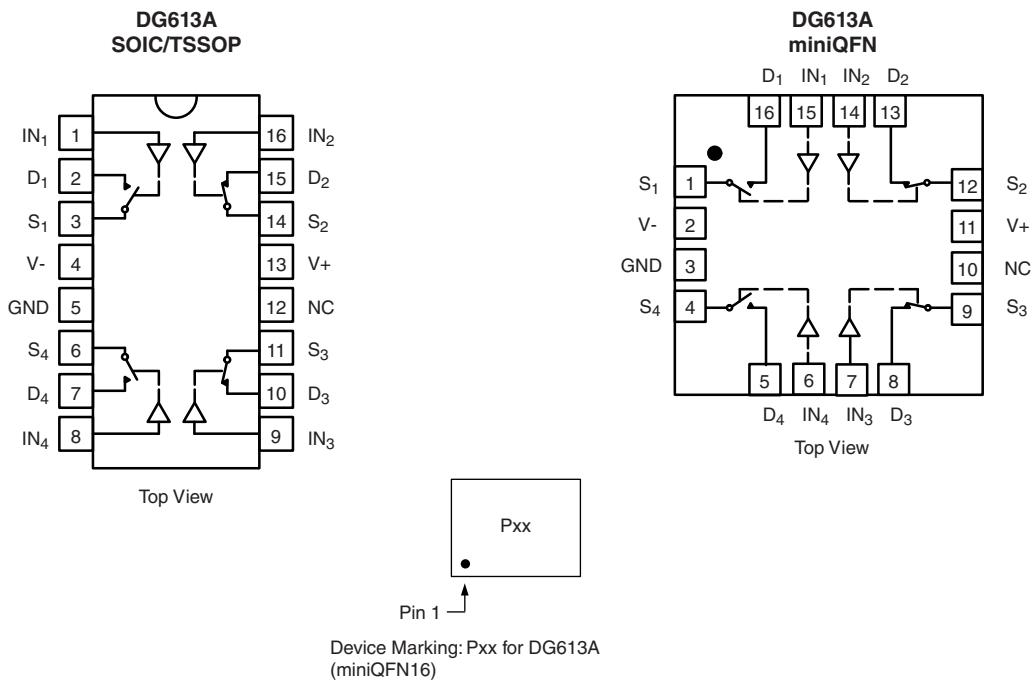 DG613A
SOIC/TSSOP
IN1 1 16 IN2
D1 2 15 D2
S1 3 14 S2
V- 4 13 V+
GND 5 12 NC
S4 6 11 S3
D4 7 10 D3
IN4 8 9 IN3
Top View
DG613A
miniQFN
D1 IN1 IN2 D2
16 15 14 13
S1 1 12 S2
V- 2 11 V+
GND 3 10 NC
S4 4 9 S3
5 6 7 8
D4 IN4 IN3 D3
Top View
Pxx
Pin 1
Device Marking: Pxx for DG613A
(miniQFN16)